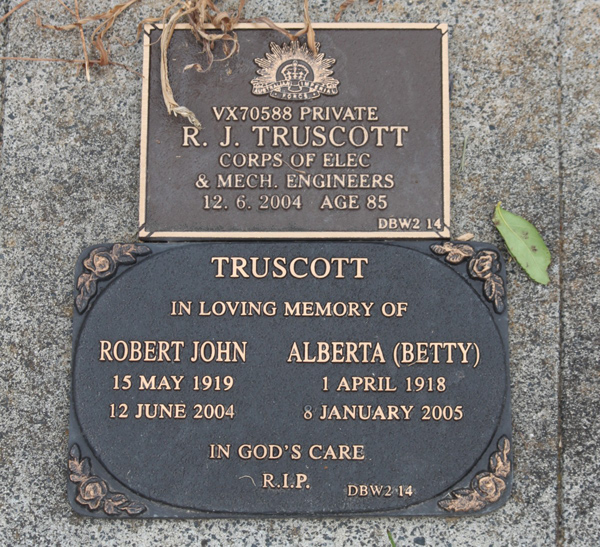 VX70588 PRIVATE
R. J. TRUSCOTT
CORPS OF ELEC
& MECH. ENGINEERS
12. 6. 2004 AGE 85
DBW2 14
TRUSCOTT
IN LOVING MEMORY OF
ROBERT JOHN ALBERTA (BETTY)
15 MAY 1919 1 APRIL 1918
12 JUNE 2004 8 JANUARY 2005
IN GOD'S CARE
R.I.P. DBW2 14